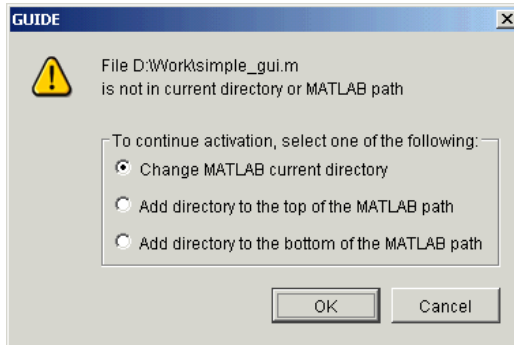 GUIDE
File D:\Work\simple_gui.m
is not in current directory or MATLAB path
To continue activation, select one of the following:
Change MATLAB current directory
Add directory to the top of the MATLAB path
Add directory to the bottom of the MATLAB path
OK Cancel